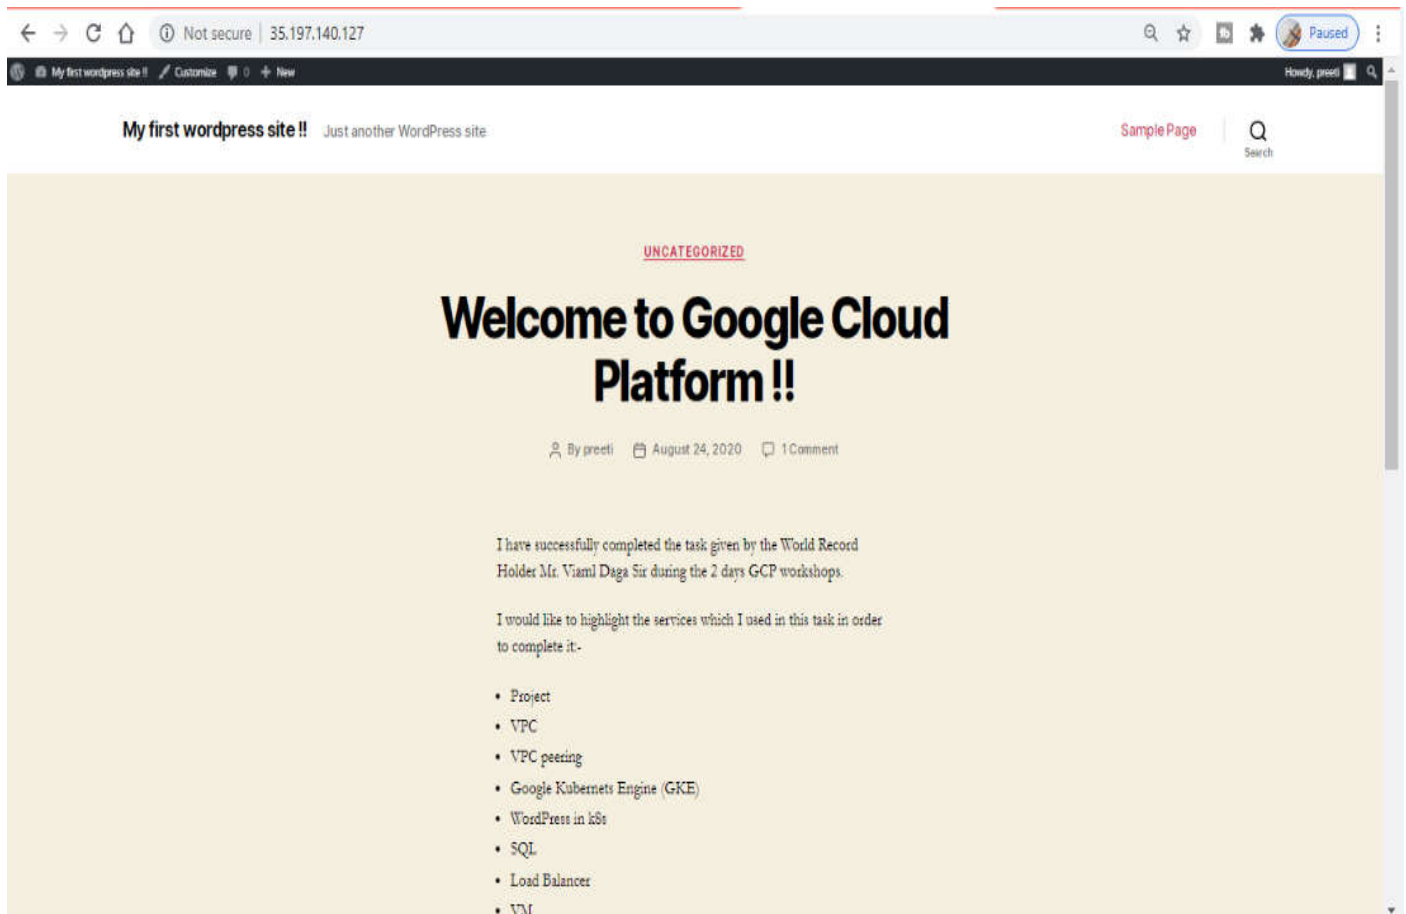 Not secure | 35.197.140.127
Paused
My first wordpress site !! Customize 0 New
Howdy, preeti
My first wordpress site !! Just another WordPress site
Sample Page
Search
UNCATEGORIZED
Welcome to Google Cloud
Platform !!
By preeti August 24, 2020 1 Comment
I have successfully completed the task given by the World Record
Holder Mr. Viaml Daga Sir during the 2 days GCP workshops.
I would like to highlight the services which I used in this task in order
to complete it:-
• Project
• VPC
• VPC peering
• Google Kubernets Engine (GKE)
• WordPress in k8s
• SQL
• Load Balancer
• VM